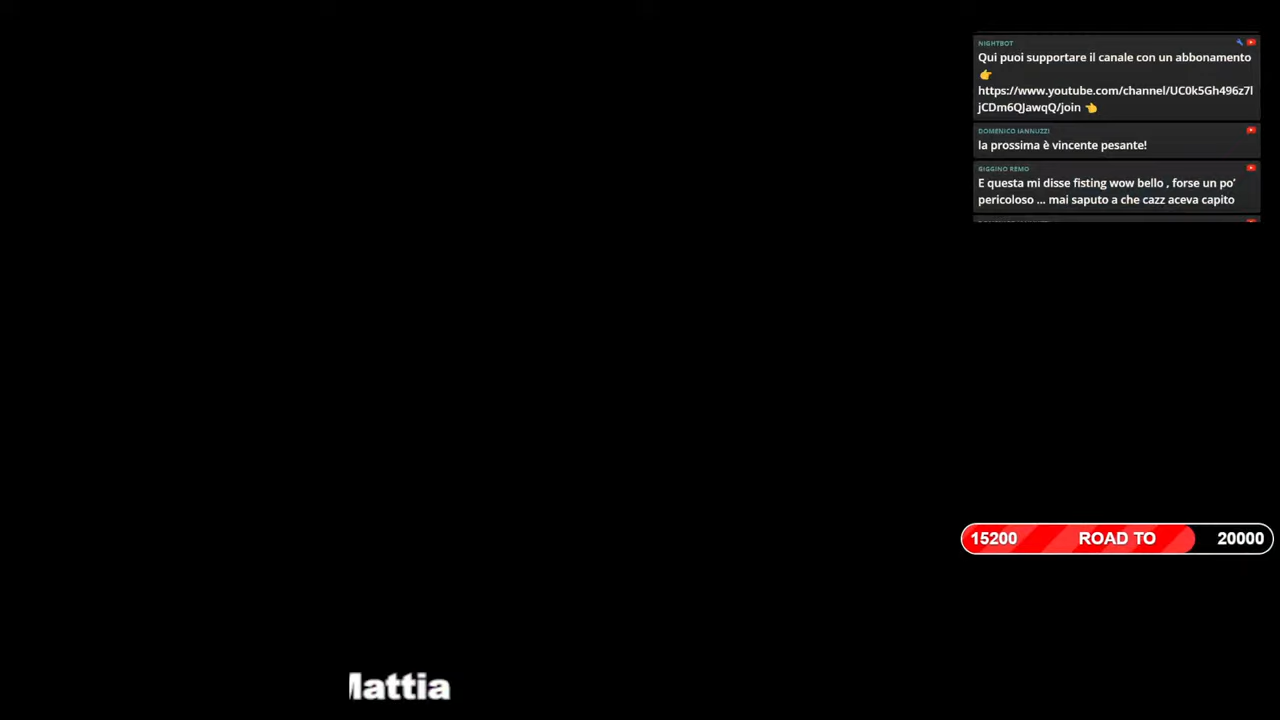 NIGHTBOT
Qui puoi supportare il canale con un abbonamento
👉
https://www.youtube.com/channel/UC0k5Gh496z7l
jCDm6QJawqQ/join 👈
DOMENICO IANNUZZI
la prossima è vincente pesante!
GIGGINO REMO
E questa mi disse fisting wow bello , forse un po’
pericoloso ... mai saputo a che cazz aceva capito
15200 ROAD TO 20000
Mattia